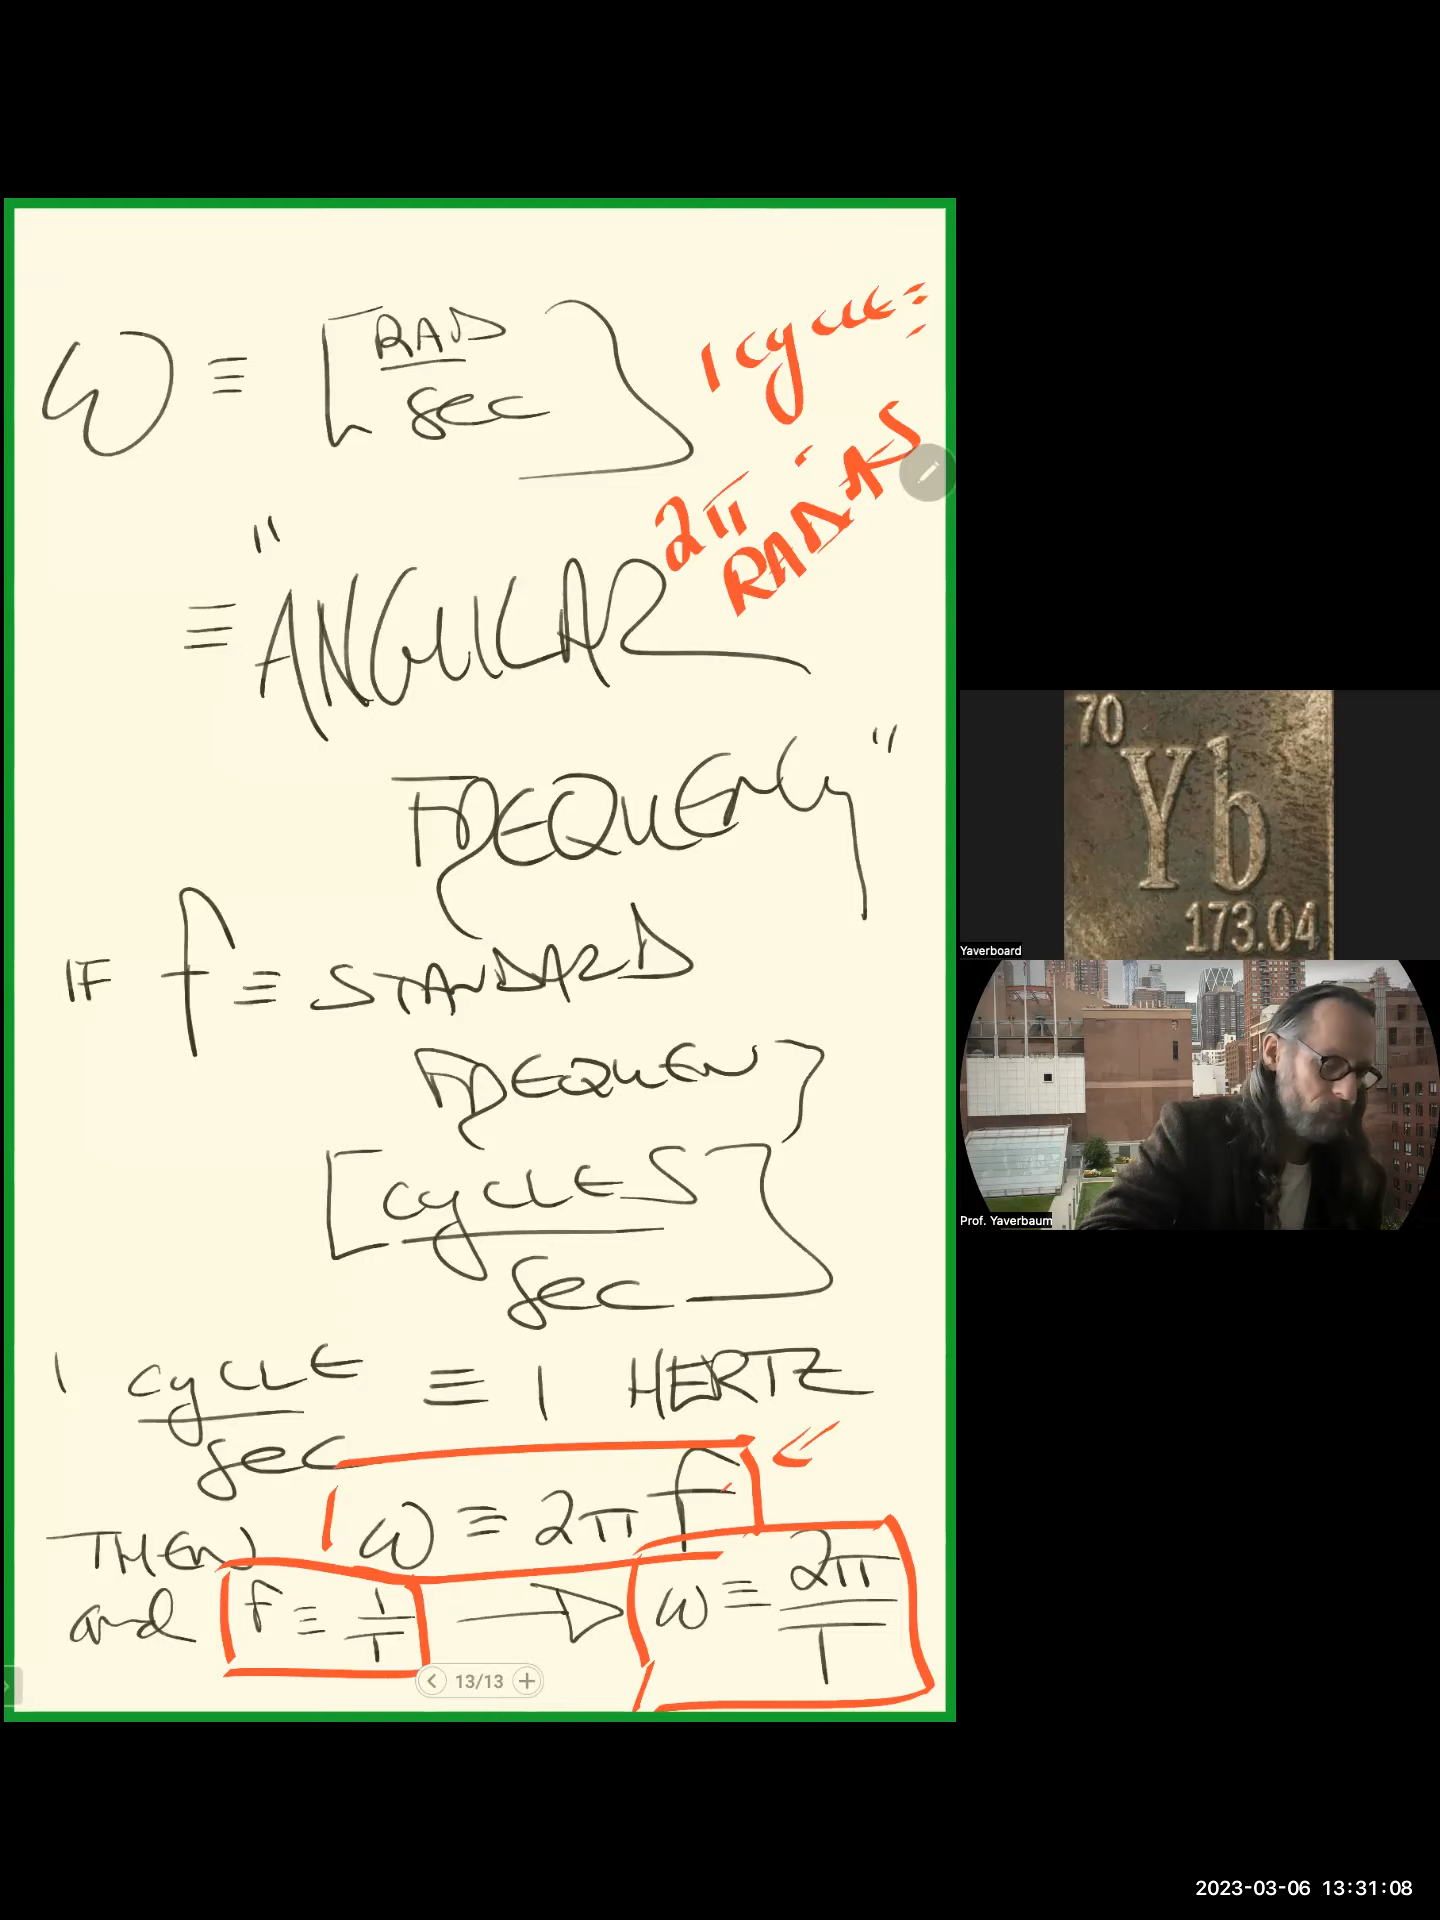 ω ≡ [RAD/sec]
1 cycle =
2π RADIANS
≡ "ANGULAR
FREQUENCY"
IF f ≡ STANDARD
FREQUENCY
[CYCLES/sec]
1 CYCLE/sec ≡ 1 HERTZ
THEN ω ≡ 2π f
and f ≡ 1/T → ω ≡ 2π/T
13/13
70
Yb
173.04
Yaverboard
Prof. Yaverbaum
2023-03-06 13:31:08